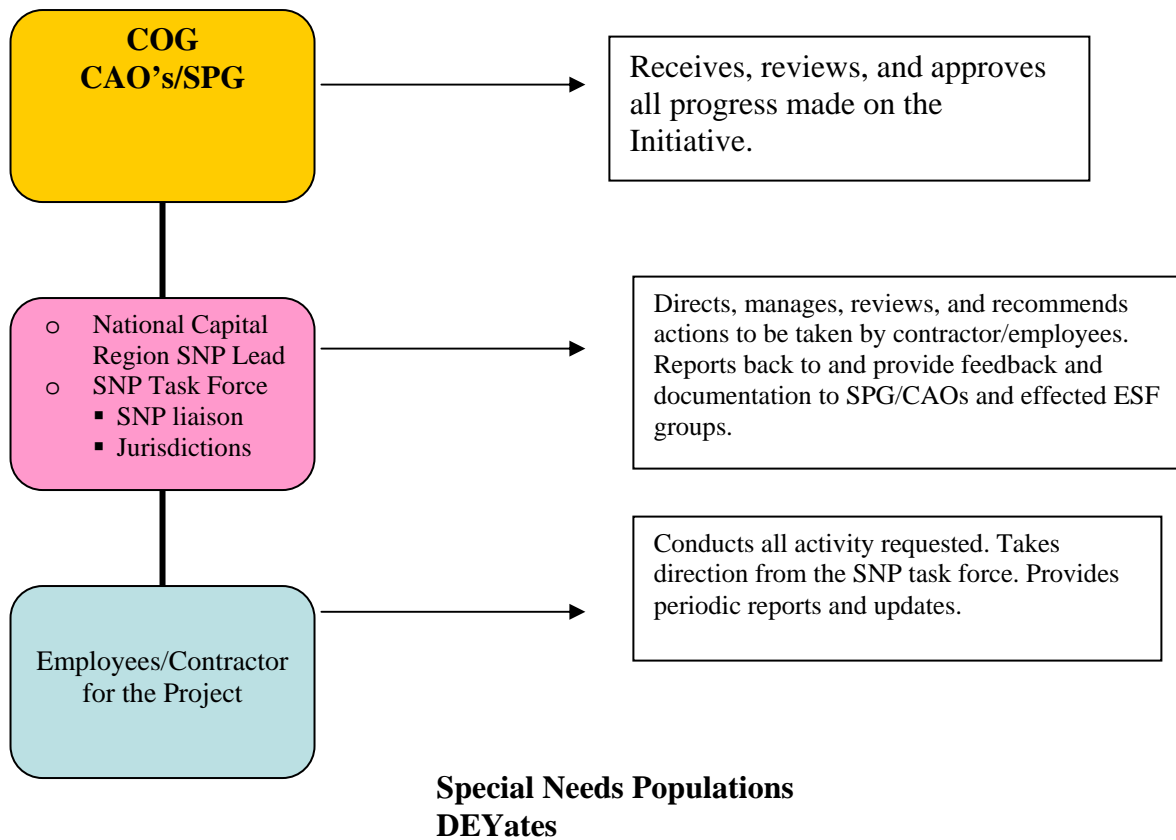 COG
CAO’s/SPG
Receives, reviews, and approves
all progress made on the
Initiative.
o National Capital
Region SNP Lead
o SNP Task Force
▪ SNP liaison
▪ Jurisdictions
Directs, manages, reviews, and recommends
actions to be taken by contractor/employees.
Reports back to and provide feedback and
documentation to SPG/CAOs and effected ESF
groups.
Employees/Contractor
for the Project
Conducts all activity requested. Takes
direction from the SNP task force. Provides
periodic reports and updates.
Special Needs Populations
DEYates